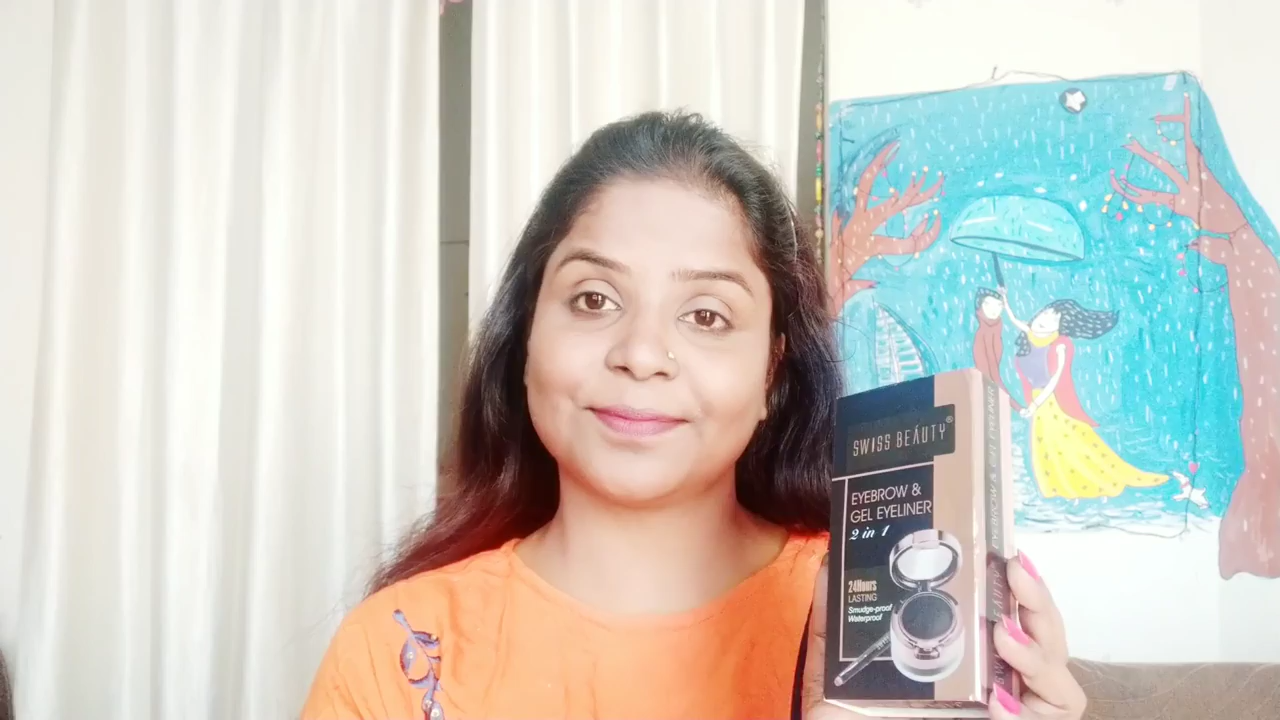 SWISS BEAUTY®
EYEBROW &
GEL EYELINER
2 in 1
24Hours
LASTING
Smudge-proof
Waterproof
EYEBROW & GEL EYELINER